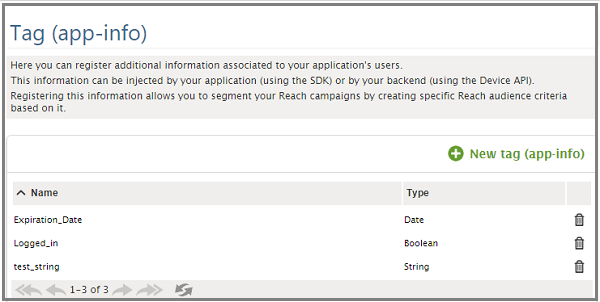 Tag (app-info)
Here you can register additional information associated to your application's users.
This information can be injected by your application (using the SDK) or by your backend (using the Device API).
Registering this information allows you to segment your Reach campaigns by creating specific Reach audience criteria
based on it.
New tag (app-info)
Name Type
Expiration_Date Date
Logged_in Boolean
test_string String
1-3 of 3